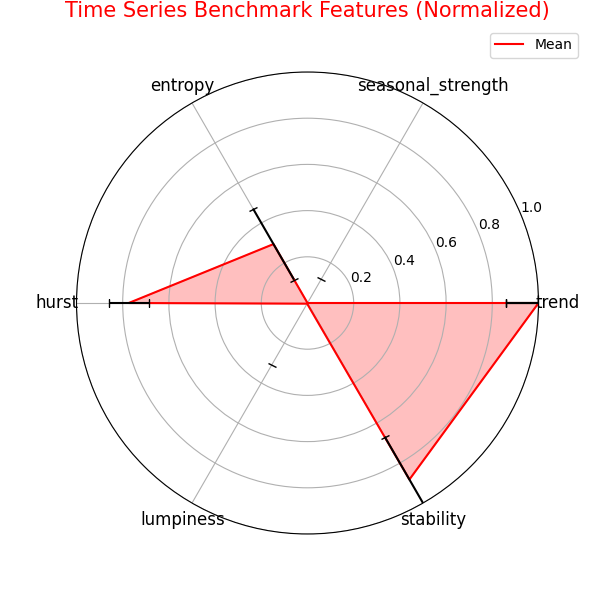 Time Series Benchmark Features (Normalized)
Mean
entropy
seasonal_strength
1.0
0.8
0.6
0.4
0.2
hurst
trend
lumpiness
stability